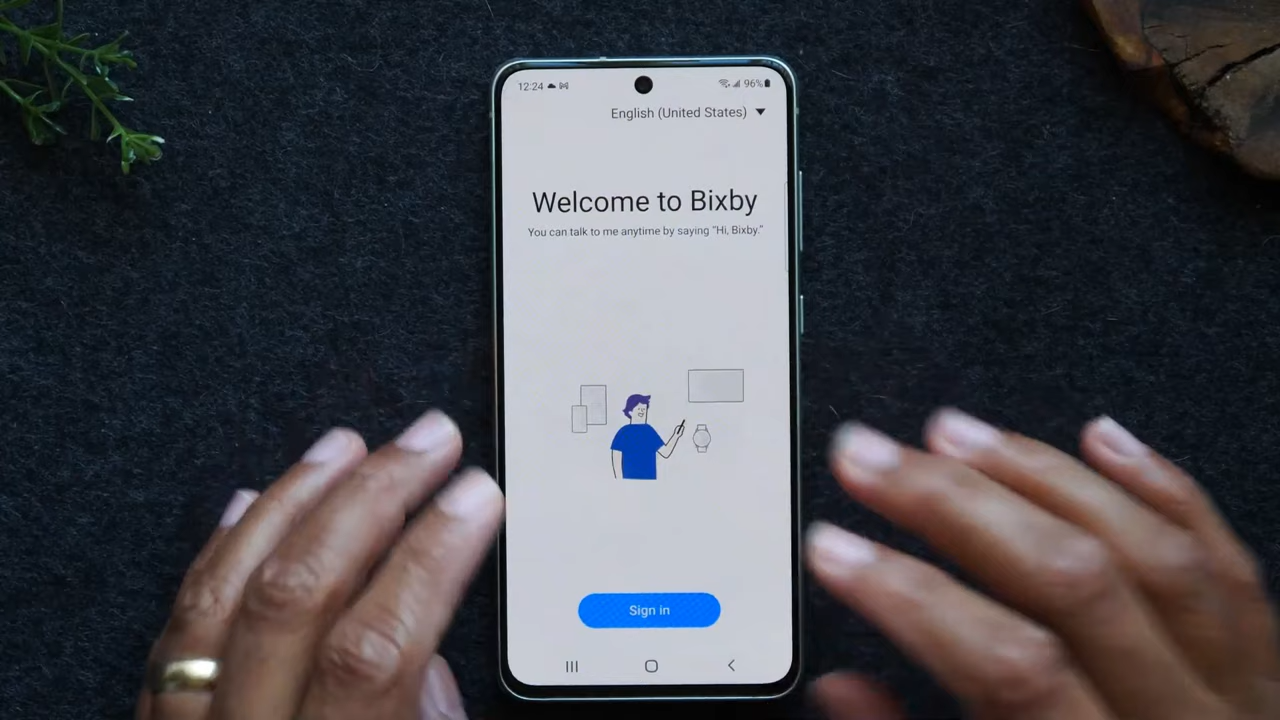 12:24
96%
English (United States)
Welcome to Bixby
You can talk to me anytime by saying "Hi, Bixby."
Sign in